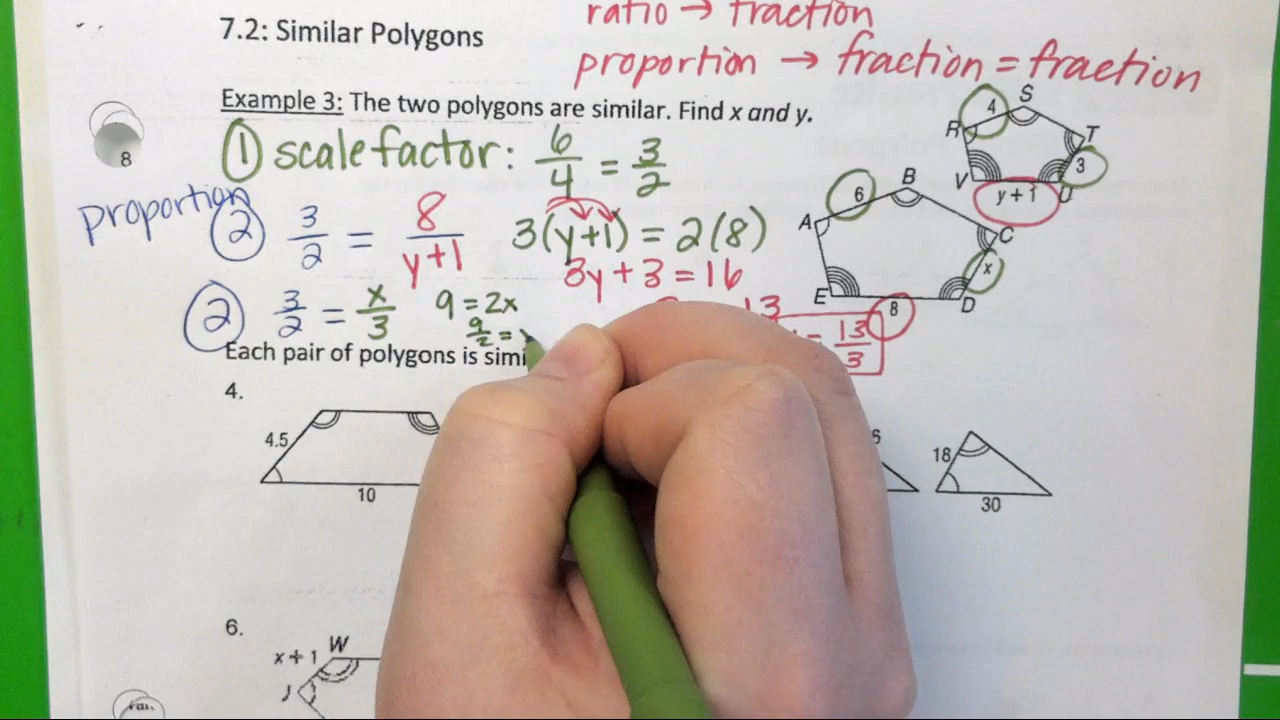 ratio → fraction
7.2: Similar Polygons
proportion → fraction = fraction
Example 3: The two polygons are similar. Find x and y.
8
① scale factor: 6/4 = 3/2
proportion
② 3/2 = 8/y+1
3(y+1) = 2(8)
3y + 3 = 16
13
= 13/3
② 3/2 = x/3
9 = 2x
9/2 =
R 4 S T 3 U y + 1 V
A 6 B C x D 8 E
Each pair of polygons is simi
4.
4.5
10
18
30
6.
x + 1 W
J